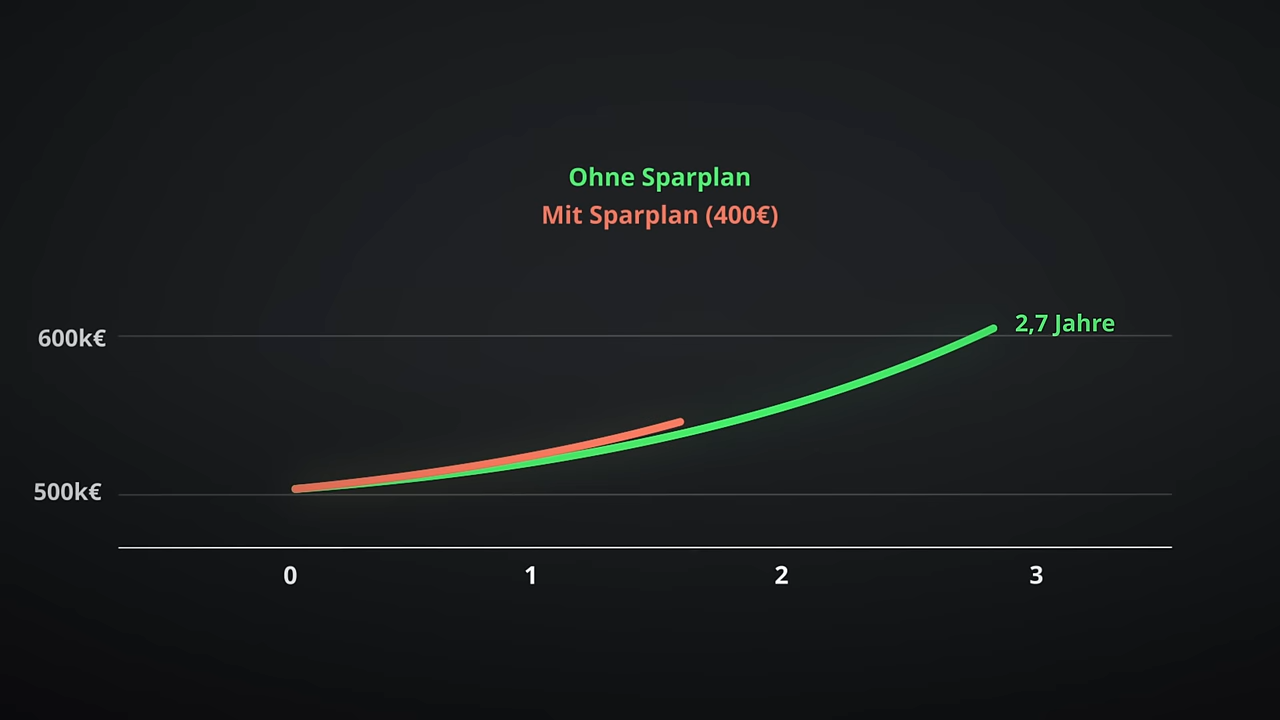 Ohne Sparplan
Mit Sparplan (400€)
600k€
2,7 Jahre
500k€
0 1 2 3